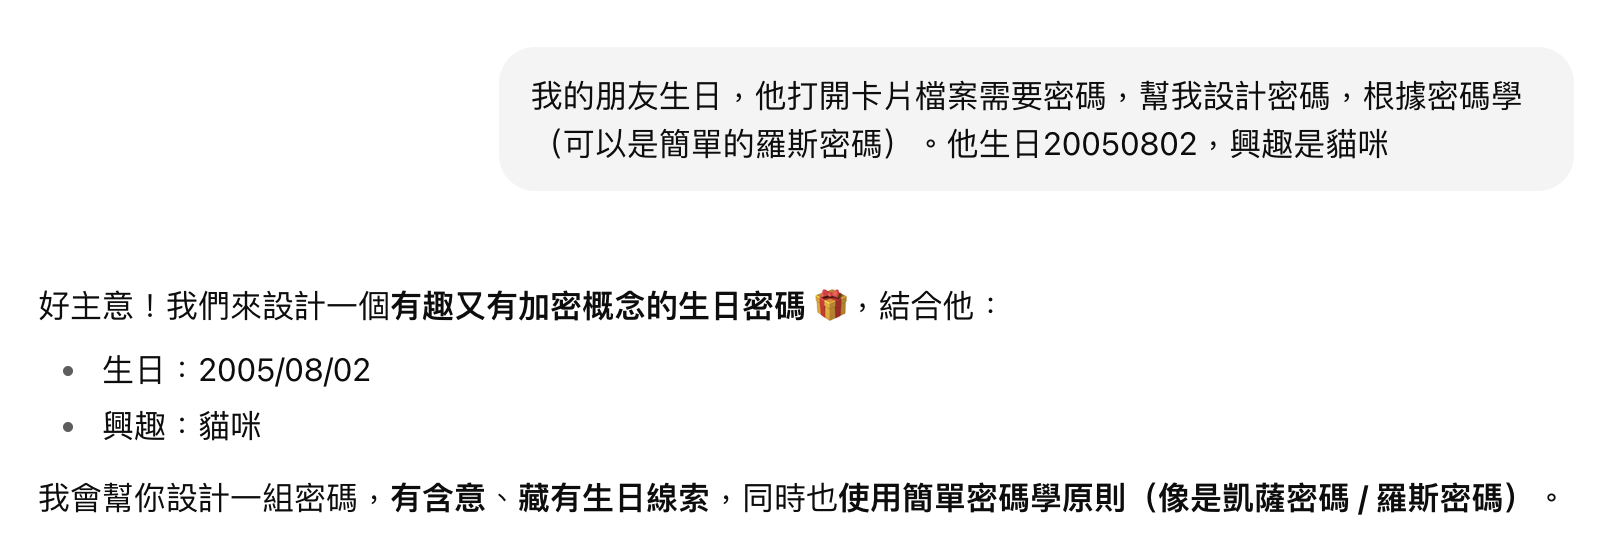 我的朋友生日，他打開卡片檔案需要密碼，幫我設計密碼，根據密碼學
（可以是簡單的羅斯密碼）。他生日20050802，興趣是貓咪
好主意！我們來設計一個有趣又有加密概念的生日密碼 🎁，結合他：
• 生日：2005/08/02
• 興趣：貓咪
我會幫你設計一組密碼，有含意、藏有生日線索，同時也使用簡單密碼學原則（像是凱薩密碼 / 羅斯密碼）。